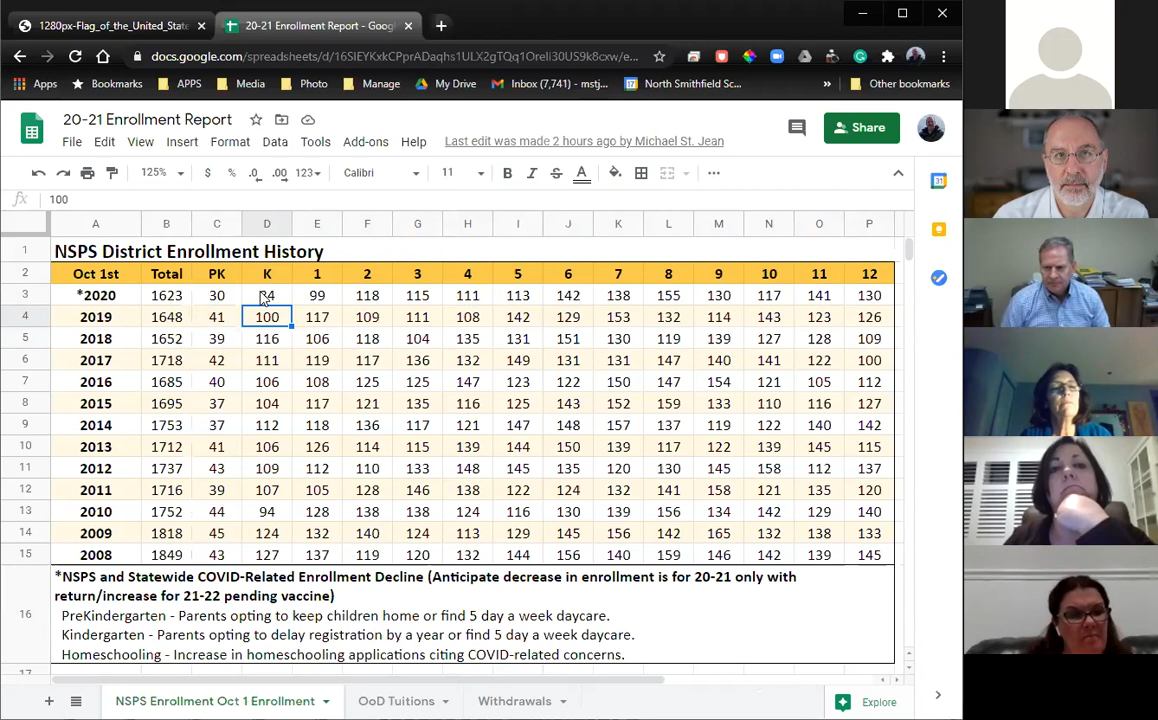 1280px-Flag_of_the_United_State
20-21 Enrollment Report - Goog
docs.google.com/spreadsheets/d/16SIEYKxkCPprADaqhs1ULX2gTQq1Oreli30US9k8cxw/e...
Apps Bookmarks APPS Media Photo Manage My Drive Inbox (7,741) - mstj... North Smithfield Sc... » Other bookmarks
20-21 Enrollment Report
Share
File Edit View Insert Format Data Tools Add-ons Help Last edit was made 2 hours ago by Michael St. Jean
125% $ % .0 .00 123 Calibri 11 B I S A
fx 100
A B C D E F G H I J K L M N O P
1 NSPS District Enrollment History
2 Oct 1st Total PK K 1 2 3 4 5 6 7 8 9 10 11 12
3 *2020 1623 30 99 118 115 111 113 142 138 155 130 117 141 130
4 2019 1648 41 100 117 109 111 108 142 129 153 132 114 143 123 126
5 2018 1652 39 116 106 118 104 135 131 151 130 119 139 127 128 109
6 2017 1718 42 111 119 117 136 132 149 131 131 147 140 141 122 100
7 2016 1685 40 106 108 125 125 147 123 122 150 147 154 121 105 112
8 2015 1695 37 104 117 121 135 116 125 143 152 159 133 110 116 127
9 2014 1753 37 112 118 136 117 121 147 148 157 137 119 122 140 142
10 2013 1712 41 106 126 114 115 139 144 150 139 117 122 139 145 115
11 2012 1737 43 109 112 110 133 148 145 135 120 130 145 158 112 137
12 2011 1716 39 107 105 128 146 138 122 124 132 141 158 121 135 120
13 2010 1752 44 94 128 138 138 124 116 130 145 156 134 142 129 140
14 2009 1818 45 124 132 140 124 113 129 145 156 142 165 132 138 133
15 2008 1849 43 127 137 119 120 132 144 156 140 159 146 142 139 145
*NSPS and Statewide COVID-Related Enrollment Decline (Anticipate decrease in enrollment is for 20-21 only with
return/increase for 21-22 pending vaccine)
16 PreKindergarten - Parents opting to keep children home or find 5 day a week daycare.
Kindergarten - Parents opting to delay registration by a year or find 5 day a week daycare.
Homeschooling - Increase in homeschooling applications citing COVID-related concerns.
17
NSPS Enrollment Oct 1 Enrollment OoD Tuitions Withdrawals Explore